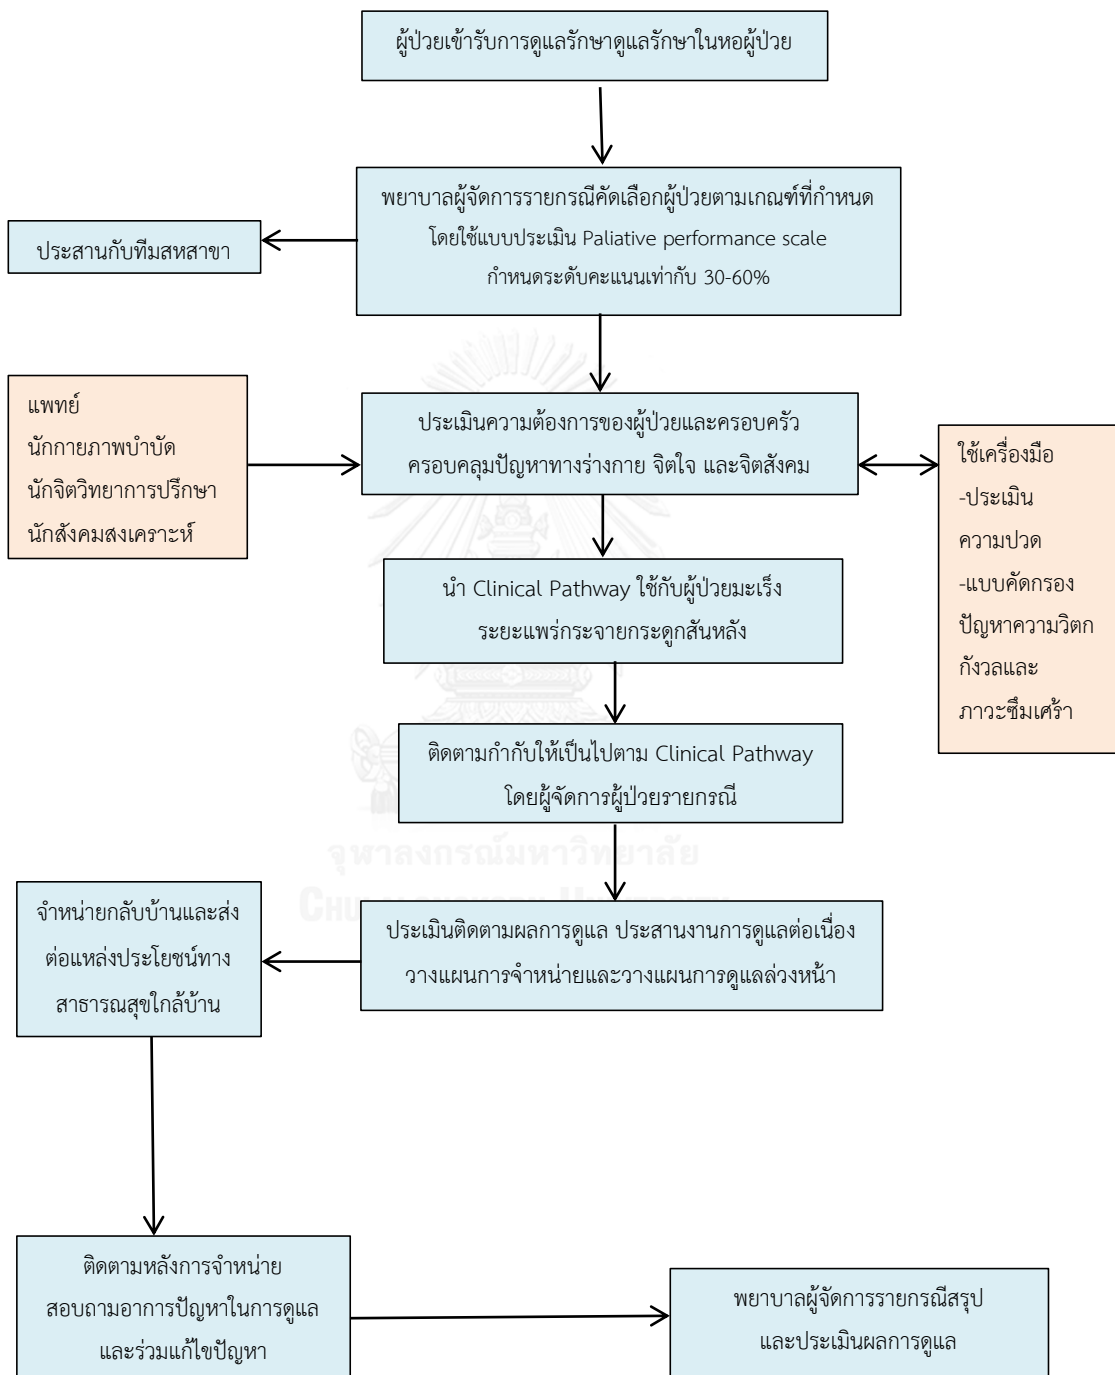 ผู้ป่วยเข้ารับการดูแลรักษาดูแลรักษาในหอผู้ป่วย
พยาบาลผู้จัดการรายกรณีคัดเลือกผู้ป่วยตามเกณฑ์ที่กำหนด
โดยใช้แบบประเมิน Paliative performance scale
กำหนดระดับคะแนนเท่ากับ 30-60%
ประสานกับทีมสหสาขา
แพทย์
นักกายภาพบำบัด
นักจิตวิทยาการปรึกษา
นักสังคมสงเคราะห์
ประเมินความต้องการของผู้ป่วยและครอบครัว
ครอบคลุมปัญหาทางร่างกาย จิตใจ และจิตสังคม
ใช้เครื่องมือ
-ประเมิน
ความปวด
-แบบคัดกรอง
ปัญหาความวิตก
กังวลและ
ภาวะซึมเศร้า
นำ Clinical Pathway ใช้กับผู้ป่วยมะเร็ง
ระยะแพร่กระจายกระดูกสันหลัง
ติดตามกำกับให้เป็นไปตาม Clinical Pathway
โดยผู้จัดการผู้ป่วยรายกรณี
จุฬาลงกรณ์มหาวิทยาลัย
ประเมินติดตามผลการดูแล ประสานงานการดูแลต่อเนื่อง
วางแผนการจำหน่ายและวางแผนการดูแลล่วงหน้า
จำหน่ายกลับบ้านและส่ง
ต่อแหล่งประโยชน์ทาง
สาธารณสุขใกล้บ้าน
ติดตามหลังการจำหน่าย
สอบถามอาการปัญหาในการดูแล
และร่วมแก้ไขปัญหา
พยาบาลผู้จัดการรายกรณีสรุป
และประเมินผลการดูแล